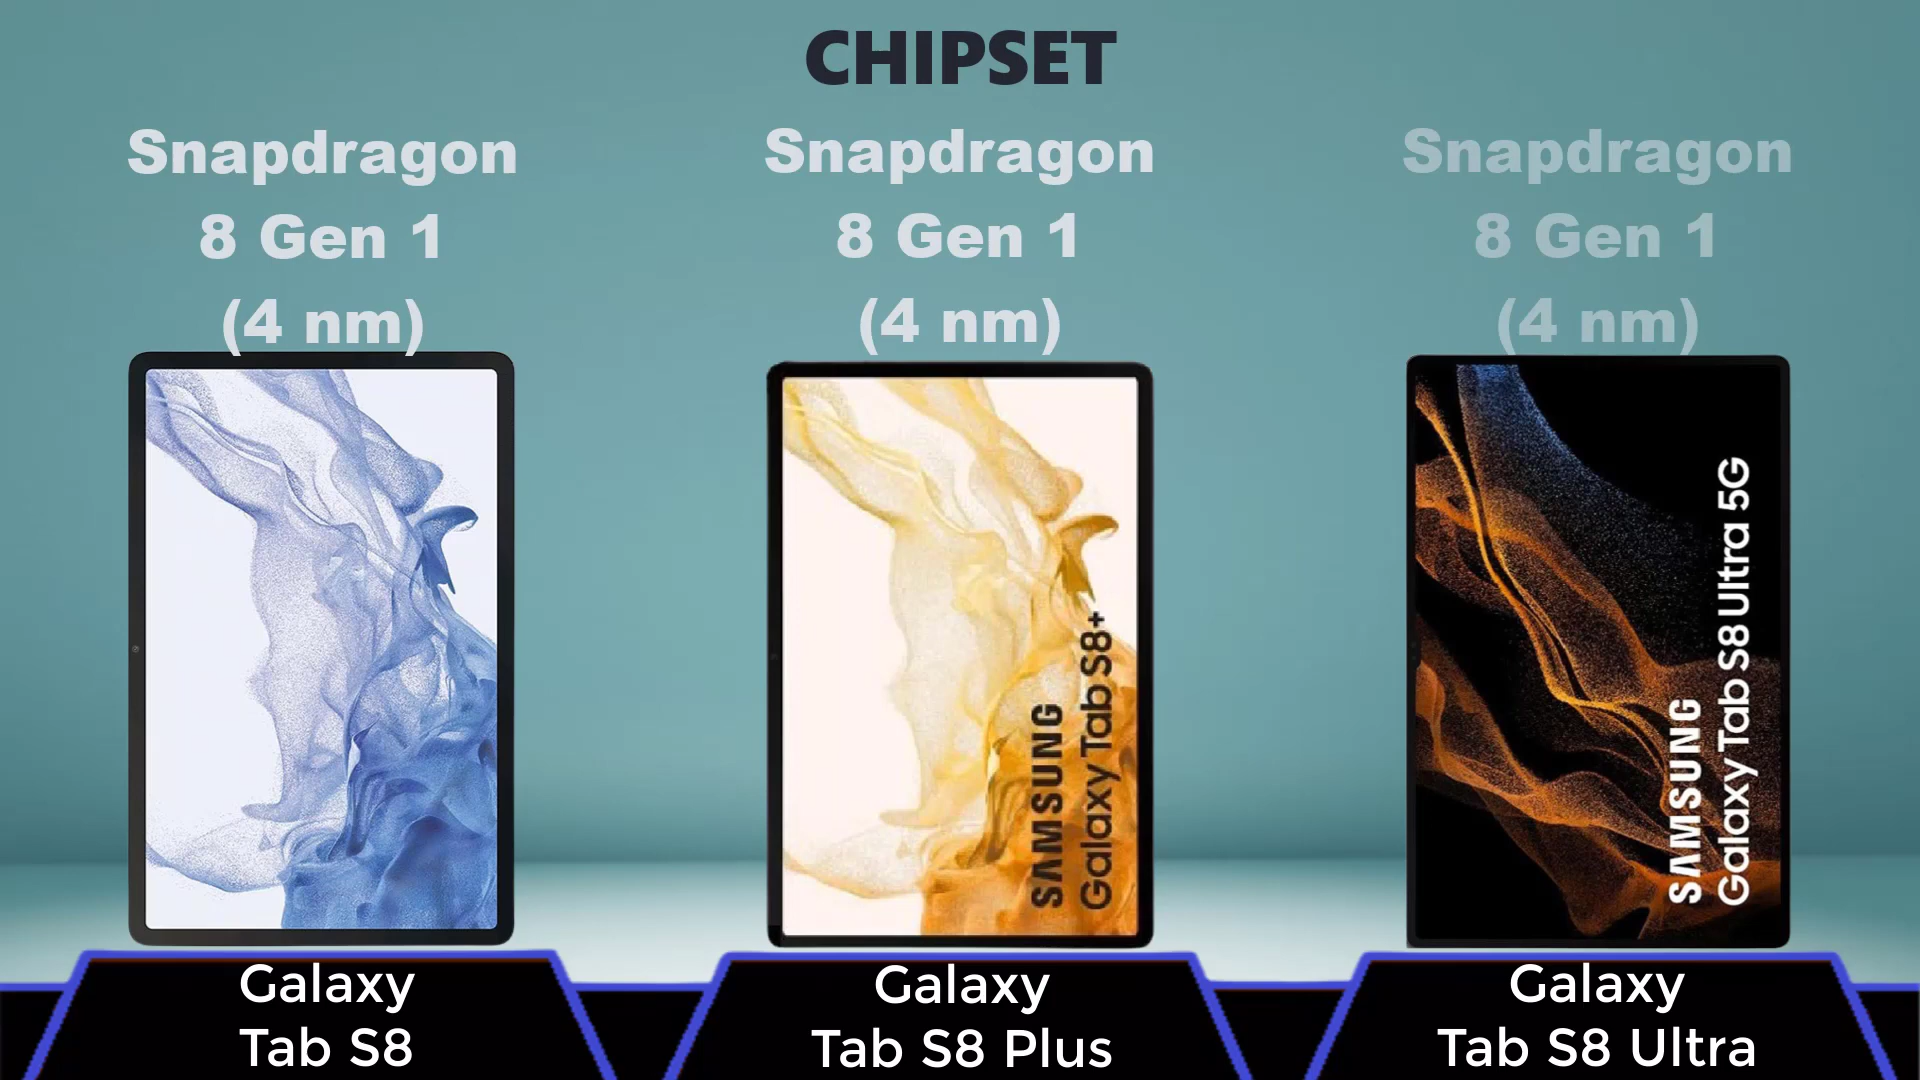 CHIPSET
Snapdragon
8 Gen 1
(4 nm)
Snapdragon
8 Gen 1
(4 nm)
Snapdragon
8 Gen 1
(4 nm)
SAMSUNG
Galaxy Tab S8+
SAMSUNG
Galaxy Tab S8 Ultra 5G
Galaxy
Tab S8
Galaxy
Tab S8 Plus
Galaxy
Tab S8 Ultra